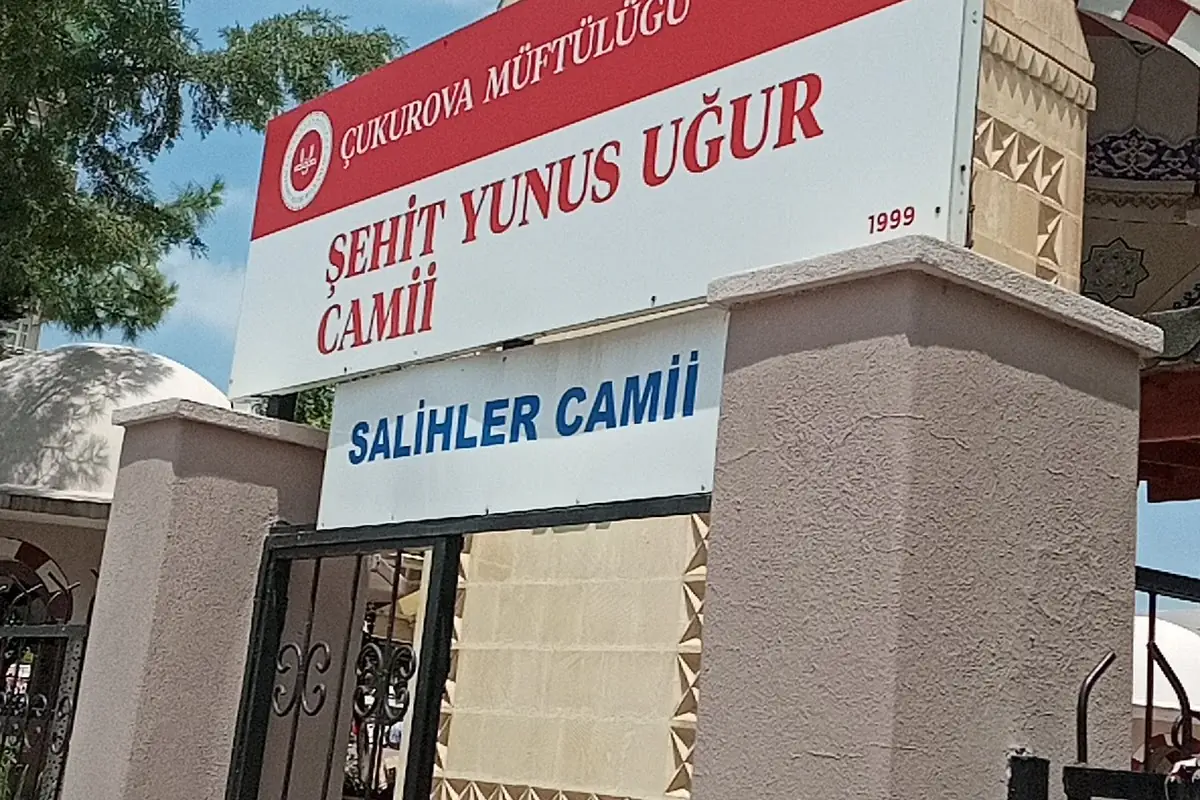 ÇUKUROVA MÜFTÜLÜĞÜ
ŞEHİT YUNUS UĞUR
CAMİİ
1999
SALİHLER CAMİİ